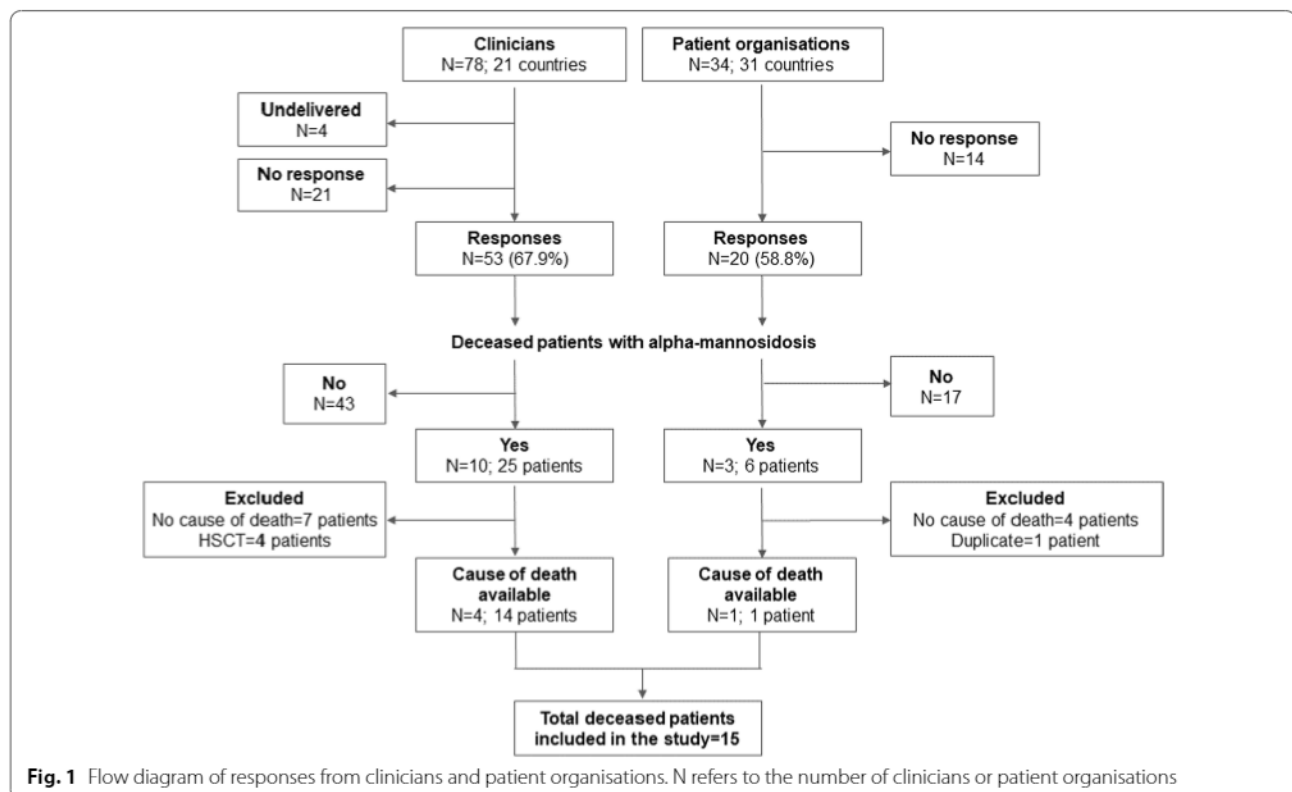 Clinicians
N=78; 21 countries
Patient organisations
N=34; 31 countries
Undelivered
N=4
No response
N=14
No response
N=21
Responses
N=53 (67.9%)
Responses
N=20 (58.8%)
Deceased patients with alpha-mannosidosis
No
N=43
No
N=17
Yes
N=10; 25 patients
Yes
N=3; 6 patients
Excluded
No cause of death=7 patients
HSCT=4 patients
Excluded
No cause of death=4 patients
Duplicate=1 patient
Cause of death
available
N=4; 14 patients
Cause of death
available
N=1; 1 patient
Total deceased patients
included in the study=15
Fig. 1 Flow diagram of responses from clinicians and patient organisations. N refers to the number of clinicians or patient organisations